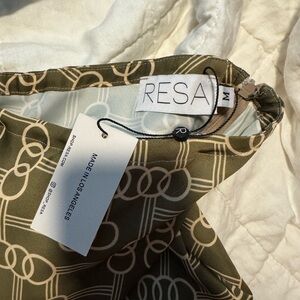 RESA
M
R
MADE IN LOS ANGELES
SHOP-RESA.COM
@SHOP_RESA